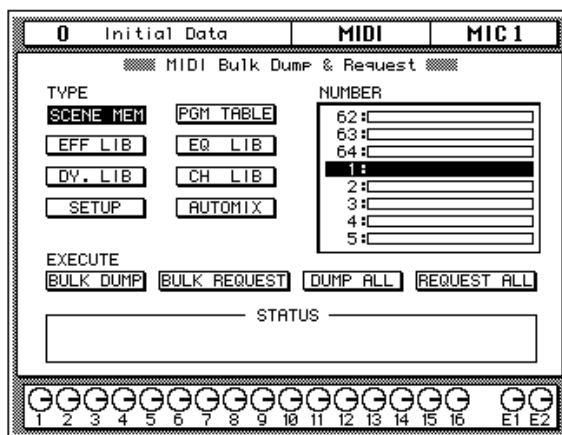 0 Initial Data MIDI MIC 1
MIDI Bulk Dump & Request
TYPE
SCENE MEM PGM TABLE
EFF LIB EQ LIB
DY. LIB CH LIB
SETUP AUTOMIX
NUMBER
62:
63:
64:
1:
2:
3:
4:
5:
EXECUTE
BULK DUMP BULK REQUEST DUMP ALL REQUEST ALL
STATUS
1 2 3 4 5 6 7 8 9 10 11 12 13 14 15 16 E1 E2